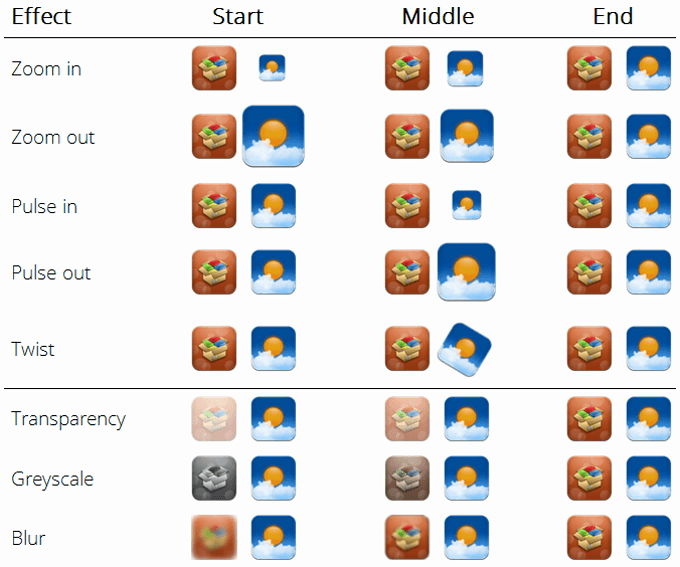 Effect Start Middle End
Zoom in
Zoom out
Pulse in
Pulse out
Twist
Transparency
Greyscale
Blur